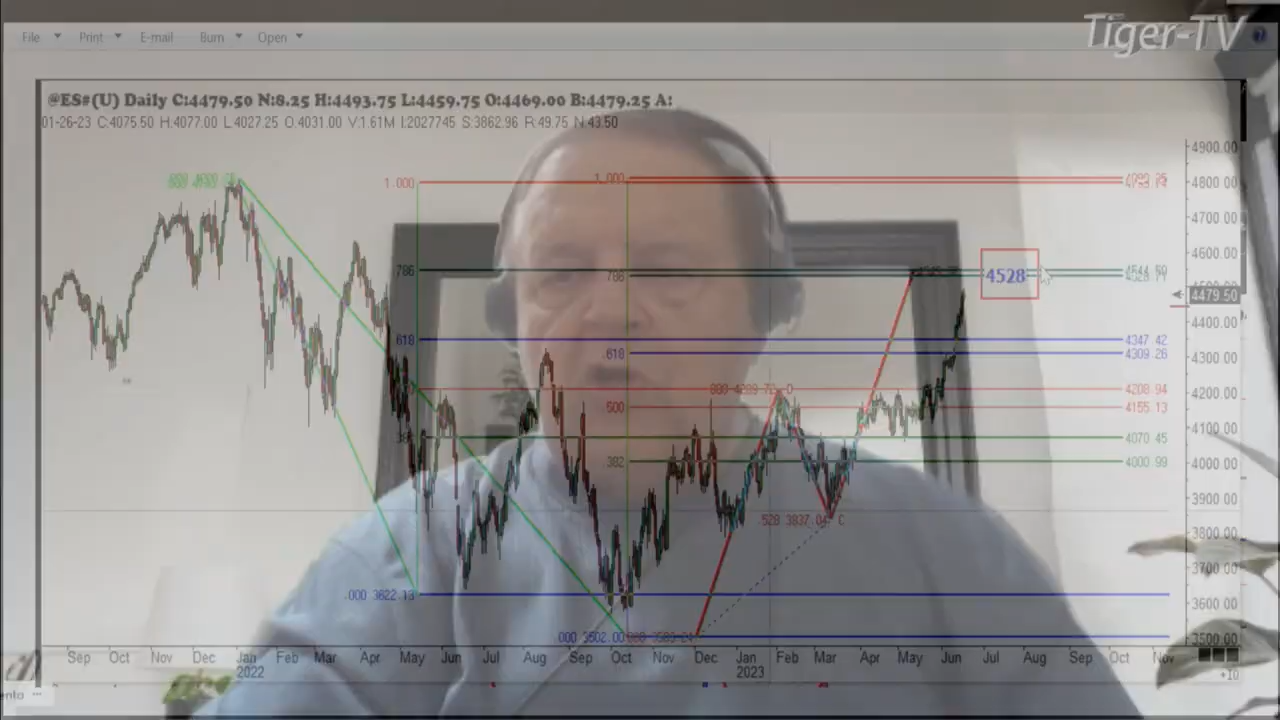 Tiger-TV
File Print E-mail Burn Open
@ES#(U) Daily C:4479.50 N:8.25 H:4493.75 L:4459.75 O:4469.00 B:4479.25 A:
01-26-23 C:4075.50 H:4077.00 L:4027.25 O:4031.00 V:1.61M I:2027745 S:3862.96 R:49.75 N:43.50
4900.00
1.000 1.000 4800.00
4700.00
4600.00
786 786 4528
4479.50
4400.00
618 4347.42
.618 4309.26 4300.00
4208.94 4200.00
500 4155.13
4100.00
4070.45
.382 4000.99 4000.00
3900.00
.528 3837.04 C 3800.00
3700.00
.000 3622.13 3600.00
.000 3502.00 3500.00
Sep Oct Nov Dec Jan Feb Mar Apr May Jun Jul Aug Sep Oct Nov Dec Jan Feb Mar Apr May Jun Jul Aug Sep Oct Nov
2022 2023
+10